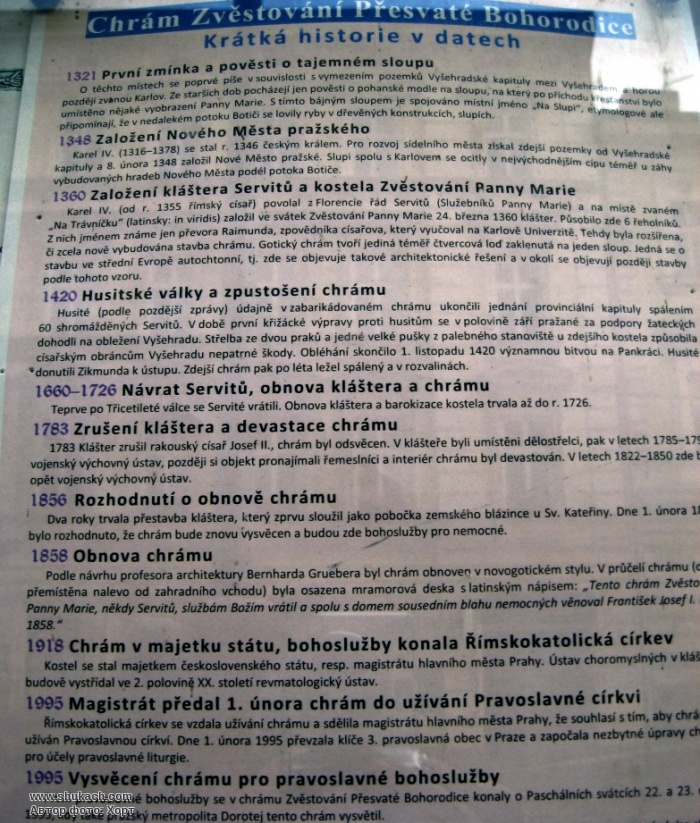 Chrám Zvěstování Přesvaté Bohorodice
Krátká historie v datech
1321 První zmínka a pověsti o tajemném sloupu
O těchto místech se poprvé píše v souvislosti s vymezením pozemků Vyšehradské kapituly mezi Vyšehradem a horou
později zvanou Karlov. Ze starších dob pocházejí jen pověsti o pohanské modle na sloupu, na který po příchodu křesťanství bylo
umístěno nějaké vyobrazení Panny Marie. S tímto bájným sloupem je spojováno místní jméno „Na Slupi“, etymologové ale
připomínají, že v nedalekém potoku Botiči se lovily ryby v dřevěných konstrukcích, slupích.
1348 Založení Nového Města pražského
Karel IV. (1316–1378) se stal r. 1346 českým králem. Pro rozvoj sídelního města získal zdejší pozemky od Vyšehradské
kapituly a 8. února 1348 založil Nové Město pražské. Slupi spolu s Karlovem se ocitly v nejvýchodnějším cípu téměř u záhy
vybudovaných hradeb Nového Města podél potoka Botiče.
1360 Založení kláštera Servitů a kostela Zvěstování Panny Marie
Karel IV. (od r. 1355 římský císař) povolal z Florencie řád Servitů (Služebníků Panny Marie) a na místě zvaném
„Na Trávníčku“ (latinsky: in viridis) založil ve svátek Zvěstování Panny Marie 24. března 1360 klášter. Působilo zde 6 řeholníků.
Z nich jménem známe jen převora Raimunda, zpovědníka císařova, který vyučoval na Karlově Univerzitě. Tehdy byla rozšířena,
či zcela nově vybudována stavba chrámu. Gotický chrám tvoří jediná téměř čtvercová loď zaklenutá na jeden sloup. Jedná se o
stavbu ve střední Evropě autochtonní, tj. zde se objevuje takové architektonické řešení a v okolí se objevují později stavby
podle tohoto vzoru.
1420 Husitské války a zpustošení chrámu
Husité (podle pozdější zprávy) údajně v zabarikádovaném chrámu ukončili jednání provinciální kapituly spálením
60 shromážděných Servitů. V době první křižácké výpravy proti husitům se v polovině září pražané za podpory žateckých
dohodli na obležení Vyšehradu. Střelba ze dvou praků a jedné velké pušky z palebného stanoviště u zdejšího kostela způsobila
císařským obráncům Vyšehradu nepatrné škody. Obléhání skončilo 1. listopadu 1420 významnou bitvou na Pankráci. Husité
donutili Zikmunda k ústupu. Zdejší chrám pak po léta ležel spálený a v rozvalinách.
1660–1726 Návrat Servitů, obnova kláštera a chrámu
Teprve po Třicetileté válce se Servité vrátili. Obnova kláštera a barokizace kostela trvala až do r. 1726.
1783 Zrušení kláštera a devastace chrámu
1783 Klášter zrušil rakouský císař Josef II., chrám byl odsvěcen. V klášteře byli umístěni dělostřelci, pak v letech 1785–179
vojenský výchovný ústav, později si objekt pronajímali řemeslníci a interiér chrámu byl devastován. V letech 1822–1850 zde b
opět vojenský výchovný ústav.
1856 Rozhodnutí o obnově chrámu
Dva roky trvala přestavba kláštera, který zprvu sloužil jako pobočka zemského blázince u Sv. Kateřiny. Dne 1. února 18
bylo rozhodnuto, že chrám bude znovu vysvěcen a budou zde bohoslužby pro nemocné.
1858 Obnova chrámu
Podle návrhu profesora architektury Bernharda Gruebera byl chrám obnoven v novogotickém stylu. V průčelí chrámu (d
přemístěna nalevo od zahradního vchodu) byla osazena mramorová deska s latinským nápisem: „Tento chrám Zvěsto
Panny Marie, někdy Servitů, službám Božím vrátil a spolu s domem sousedním blahu nemocných věnoval František Josef I.
1858.“
1918 Chrám v majetku státu, bohoslužby konala Římskokatolická církev
Kostel se stal majetkem československého státu, resp. magistrátu hlavního města Prahy. Ústav choromyslných v kláš
budově vystřídal ve 2. polovině XX. století revmatologický ústav.
1995 Magistrát předal 1. února chrám do užívání Pravoslavné církvi
Římskokatolická církev se vzdala užívání chrámu a sdělila magistrátu hlavního města Prahy, že souhlasí s tím, aby chrá
užíván Pravoslavnou církví. Dne 1. února 1995 převzala klíče 3. pravoslavná obec v Praze a započala nezbytné úpravy ch
pro účely pravoslavné liturgie.
1995 Vysvěcení chrámu pro pravoslavné bohoslužby
bohoslužby se v chrámu Zvěstování Přesvaté Bohorodice konaly o Paschálních svátcích 22. a 23.
kdy také pražský metropolita Dorotej tento chrám vysvětil.
www.shukach.com
Автор фото: Хорт